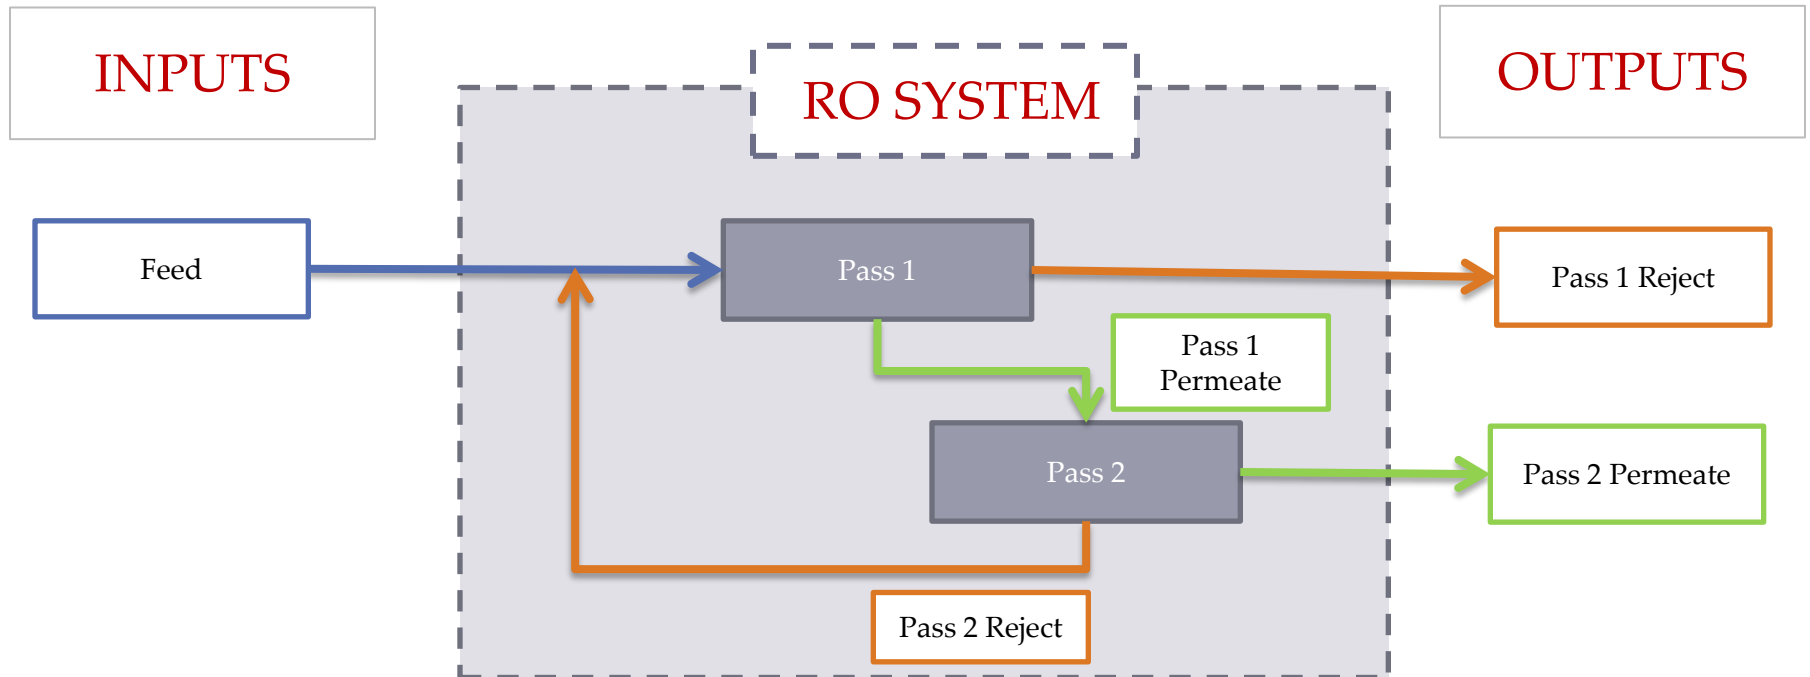 INPUTS
RO SYSTEM
OUTPUTS
Feed
Pass 1
Pass 1 Reject
Pass 1
Permeate
Pass 2
Pass 2 Permeate
Pass 2 Reject